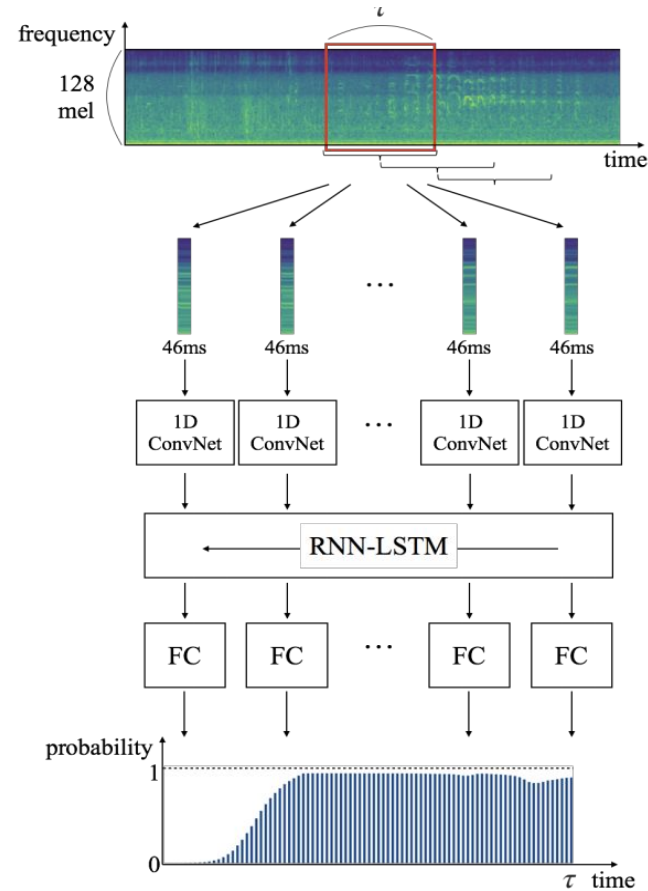 frequency
128
mel
time
46ms 46ms ... 46ms 46ms
1D 1D ... 1D 1D
ConvNet ConvNet ConvNet ConvNet
RNN-LSTM
FC FC ... FC FC
probability
1
0
τ time